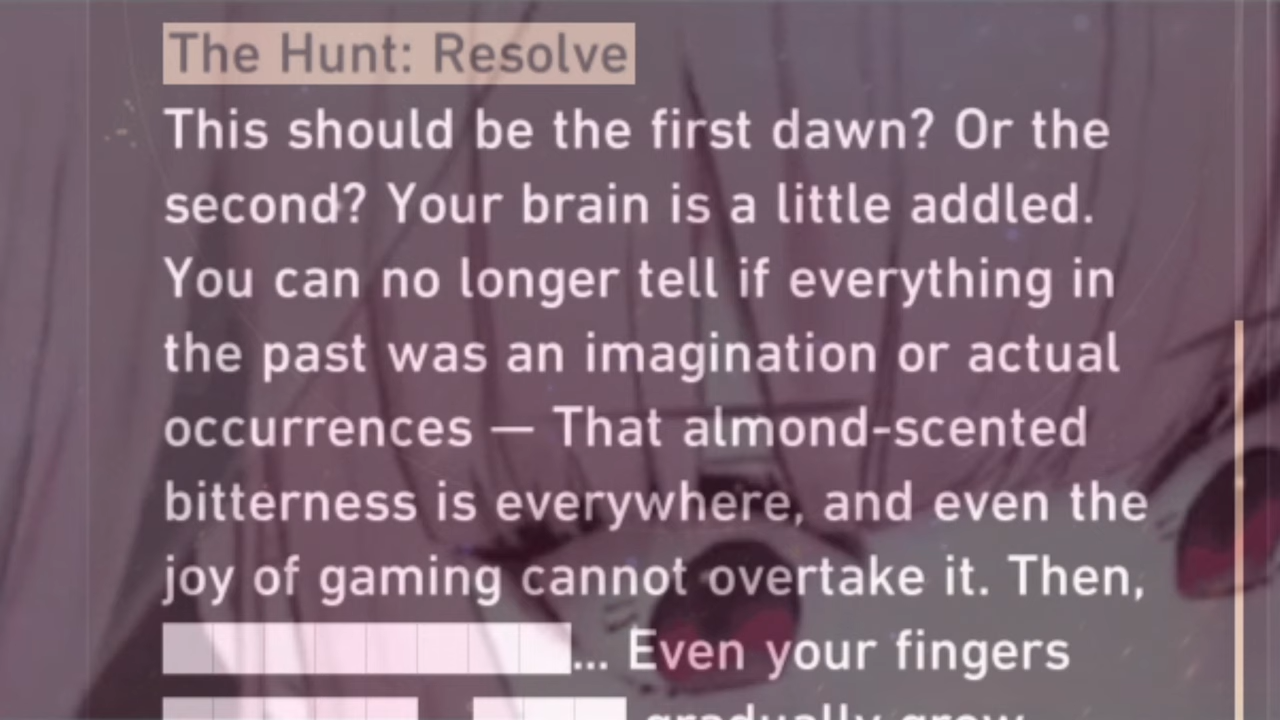 The Hunt: Resolve
This should be the first dawn? Or the
second? Your brain is a little addled.
You can no longer tell if everything in
the past was an imagination or actual
occurrences — That almond-scented
bitterness is everywhere, and even the
joy of gaming cannot overtake it. Then,
████████... Even your fingers
█████ ███ gradually grow